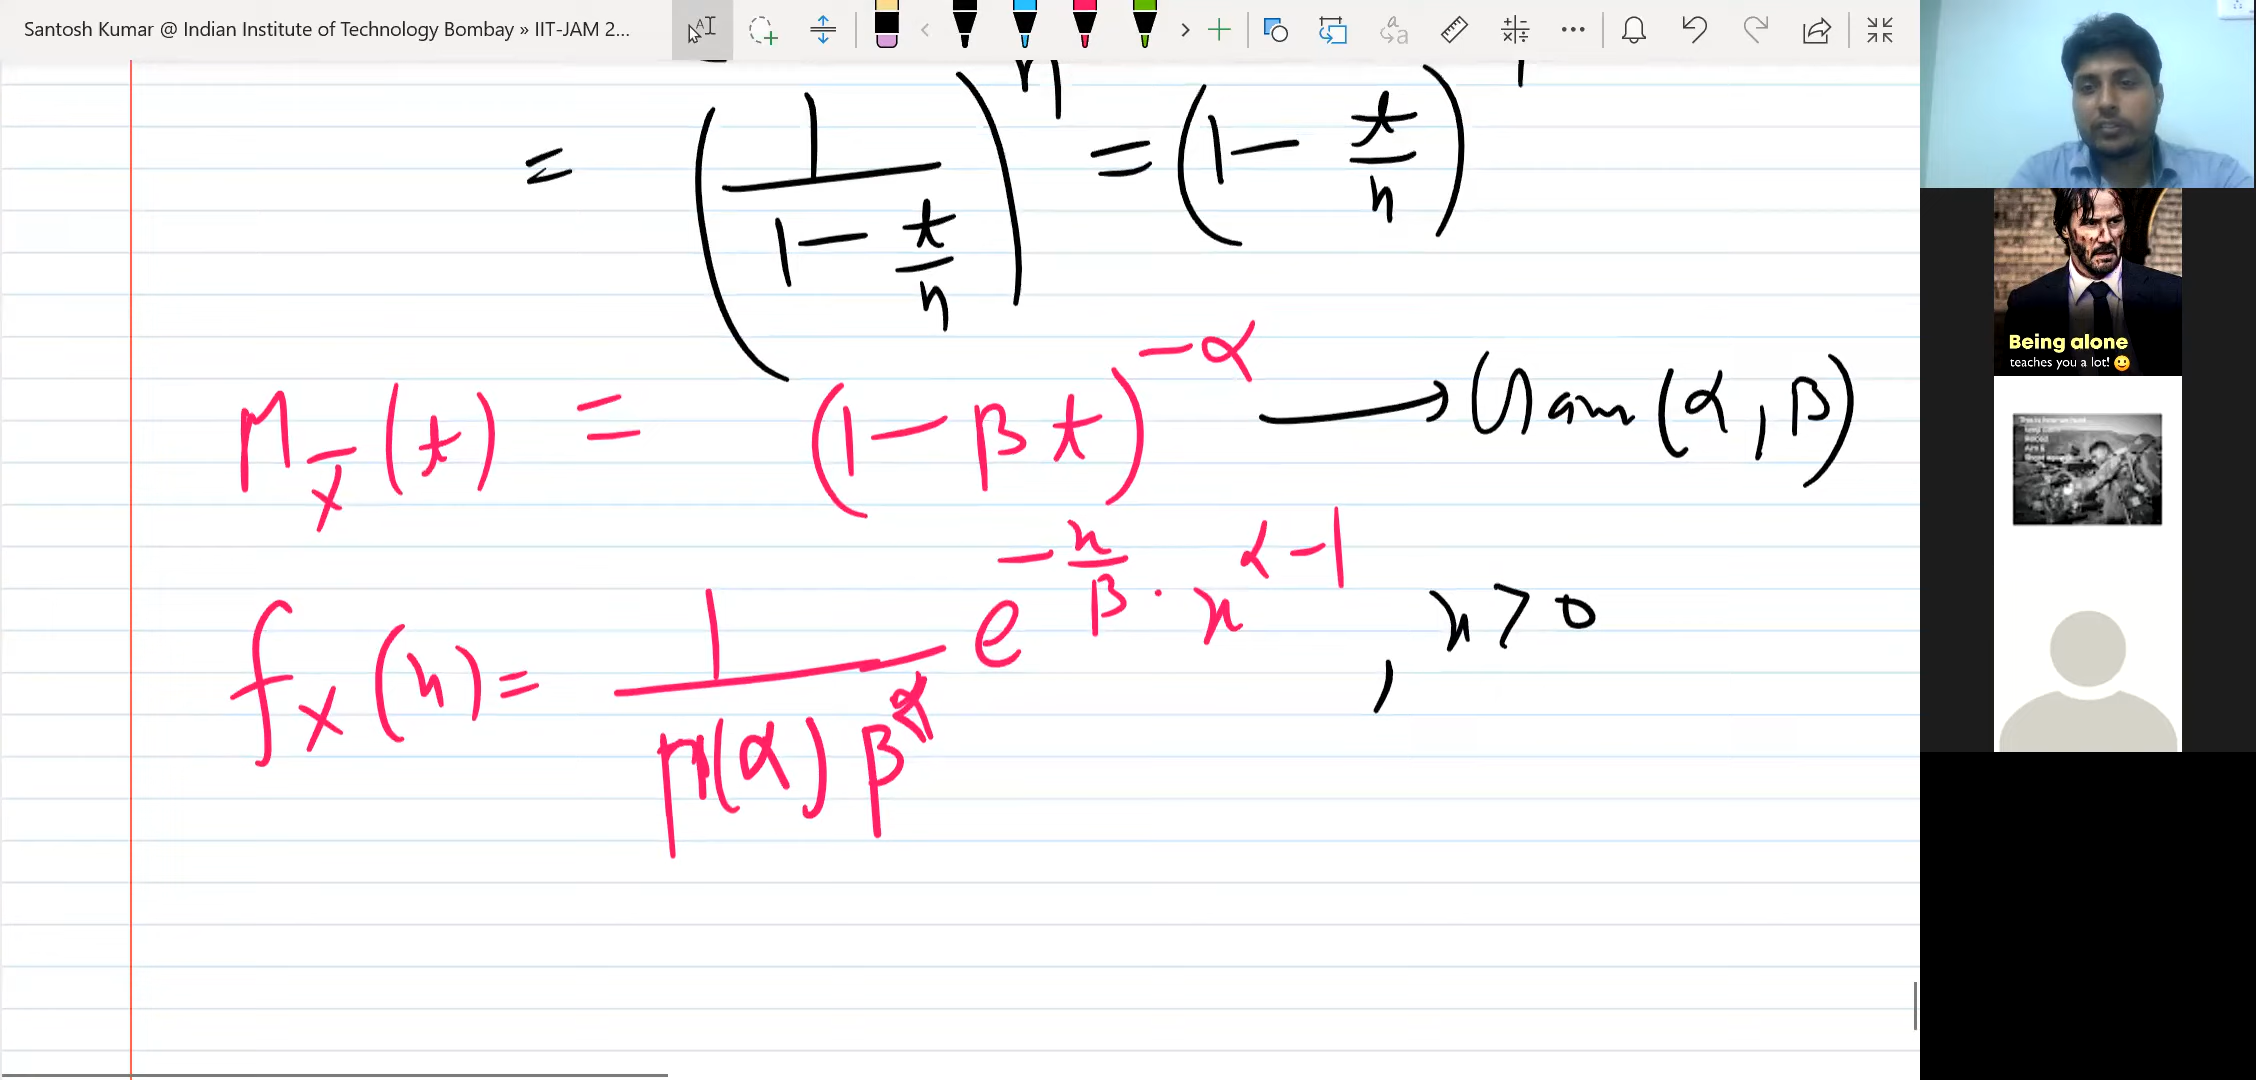 Santosh Kumar @ Indian Institute of Technology Bombay » IIT-JAM 2...
= (1 / (1 - t/n))^n = (1 - t/n)
M_X̄(t) = (1 - βt)^-α → Gam(α, β)
f_X(x) = 1 / (Γ(α) β^α) e^(-x/β) · x^(α-1) , x > 0
Being alone
teaches you a lot!